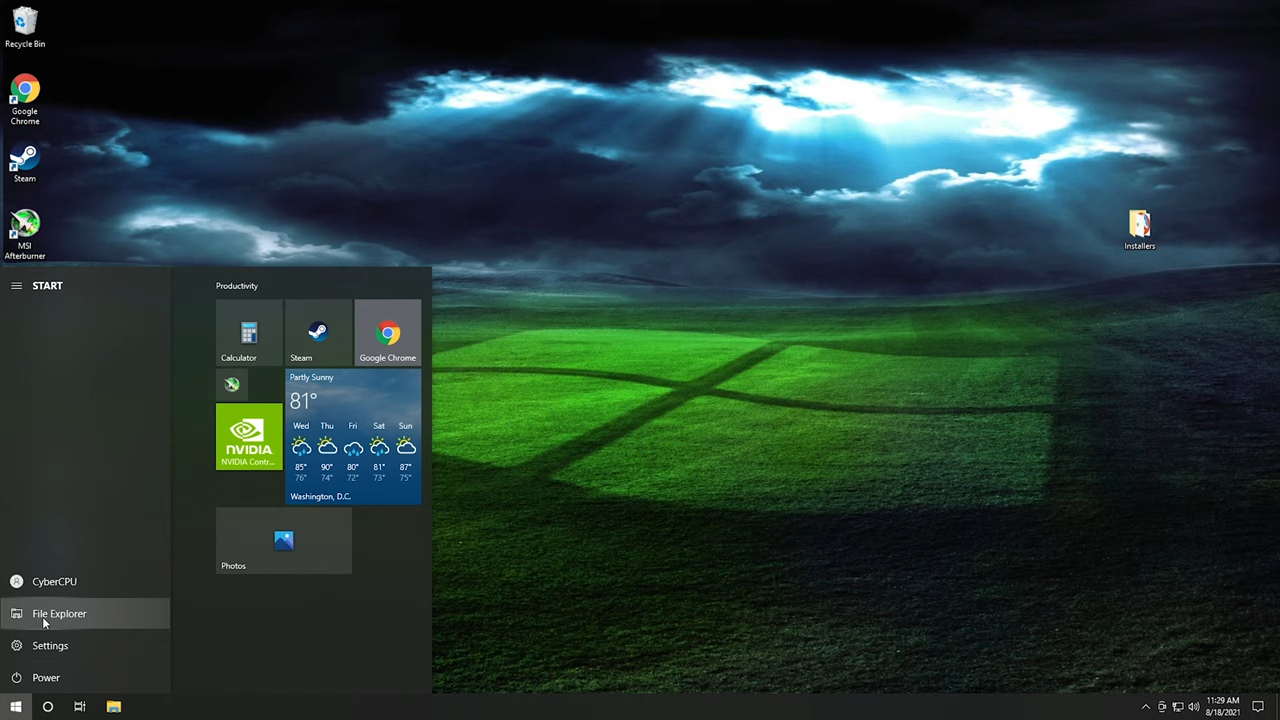 Recycle Bin
Google
Chrome
Steam
MSI
Afterburner
Installers
START
Productivity
Calculator
Steam
Google Chrome
Partly Sunny
81°
Wed Thu Fri Sat Sun
85° 90° 80° 81° 87°
76° 74° 72° 73° 75°
Washington, D.C.
NVIDIA
NVIDIA Contr...
Photos
CyberCPU
File Explorer
Settings
Power
11:29 AM
8/18/2021